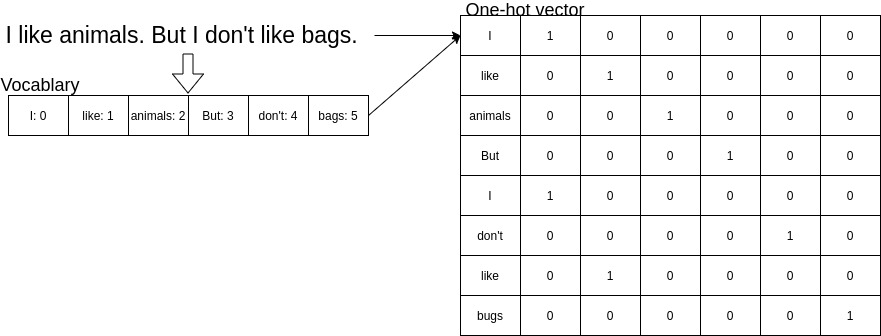 I like animals. But I don't like bags.
Vocablary
I: 0 like: 1 animals: 2 But: 3 don't: 4 bags: 5
One-hot vector
I 1 0 0 0 0 0
like 0 1 0 0 0 0
animals 0 0 1 0 0 0
But 0 0 0 1 0 0
I 1 0 0 0 0 0
don't 0 0 0 0 1 0
like 0 1 0 0 0 0
bugs 0 0 0 0 0 1